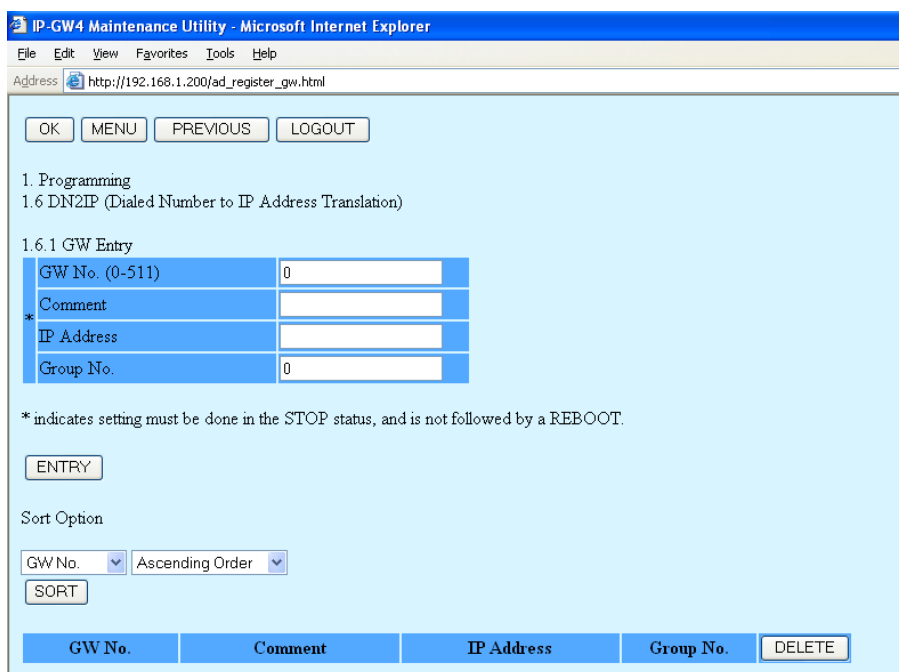 IP-GW4 Maintenance Utility - Microsoft Internet Explorer
File Edit View Favorites Tools Help
Address http://192.168.1.200/ad_register_gw.html
OK MENU PREVIOUS LOGOUT
1. Programming
1.6 DN2IP (Dialed Number to IP Address Translation)
1.6.1 GW Entry
GW No. (0-511) 0
Comment
*
IP Address
Group No. 0
* indicates setting must be done in the STOP status, and is not followed by a REBOOT.
ENTRY
Sort Option
GW No. Ascending Order
SORT
GW No. Comment IP Address Group No. DELETE